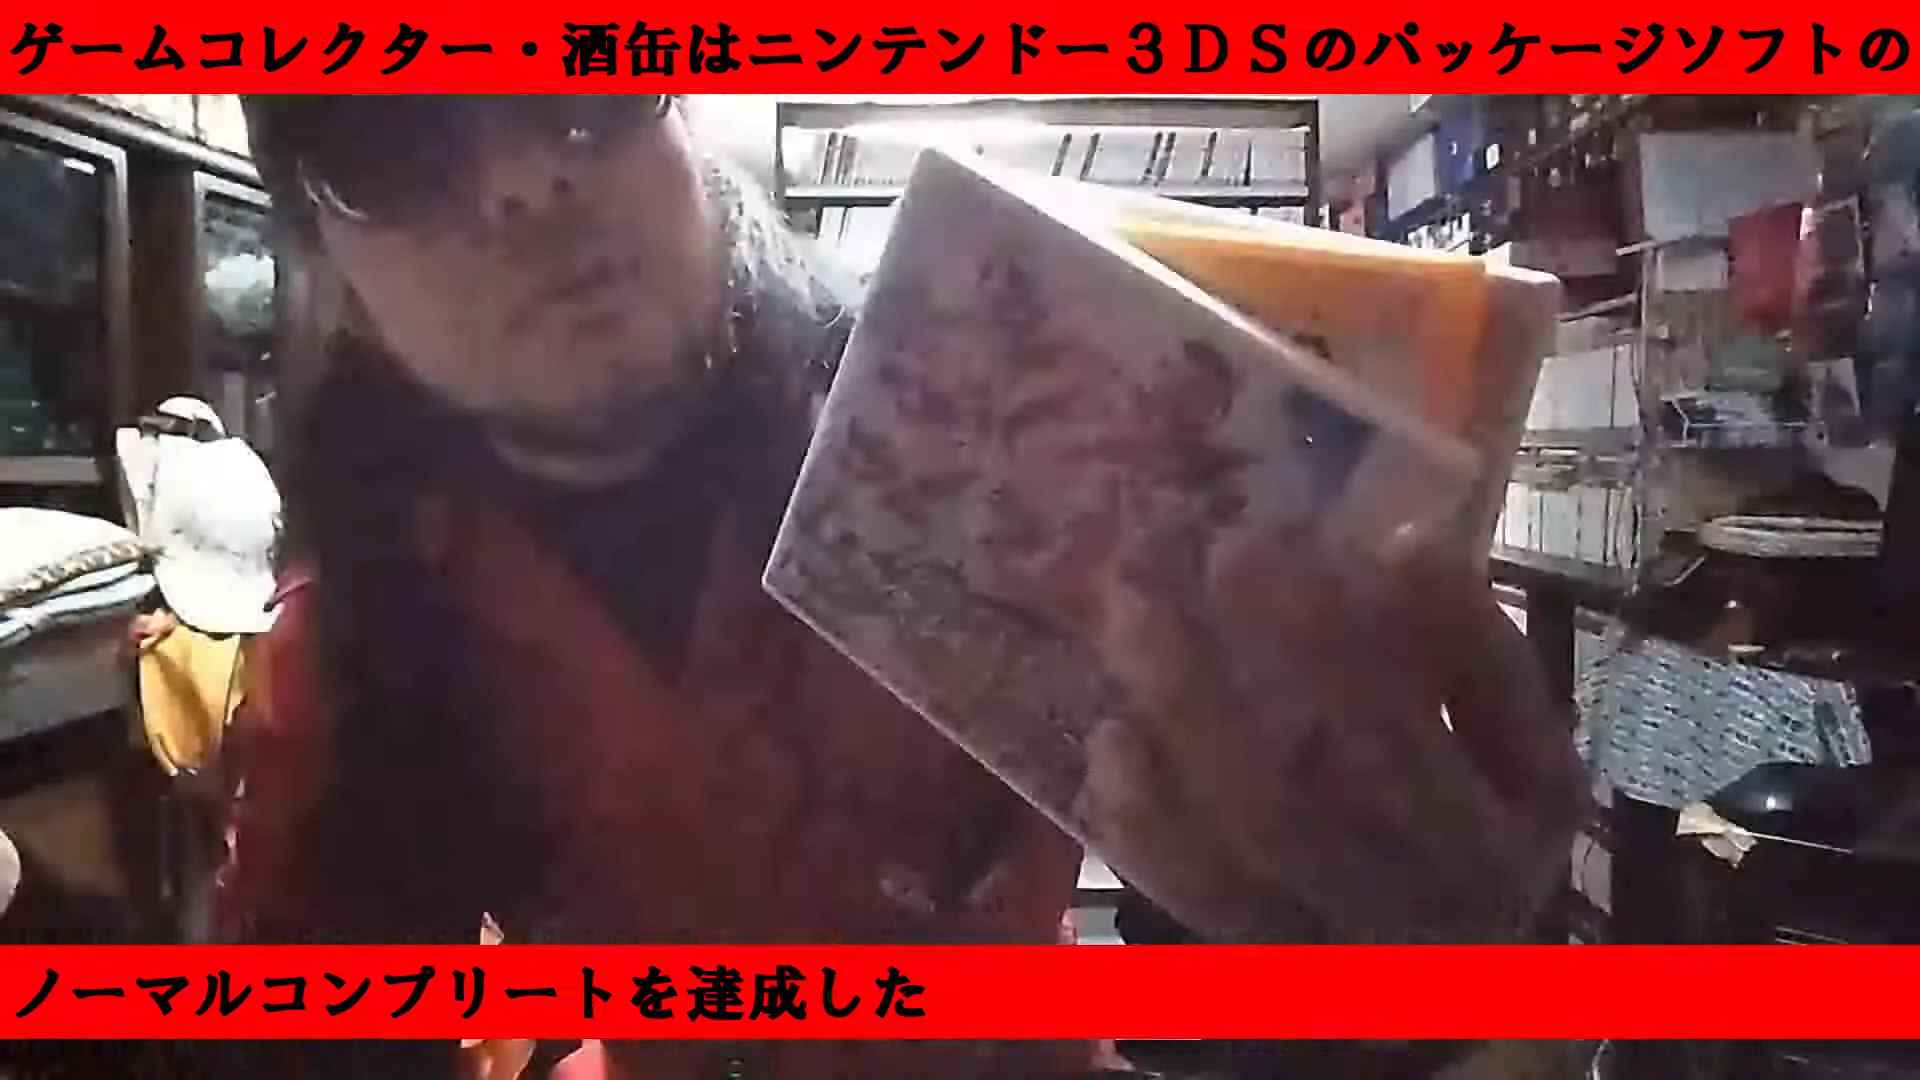 ゲームコレクター・酒缶はニンテンドー３ＤＳのパッケージソフトの
ノーマルコンプリートを達成した